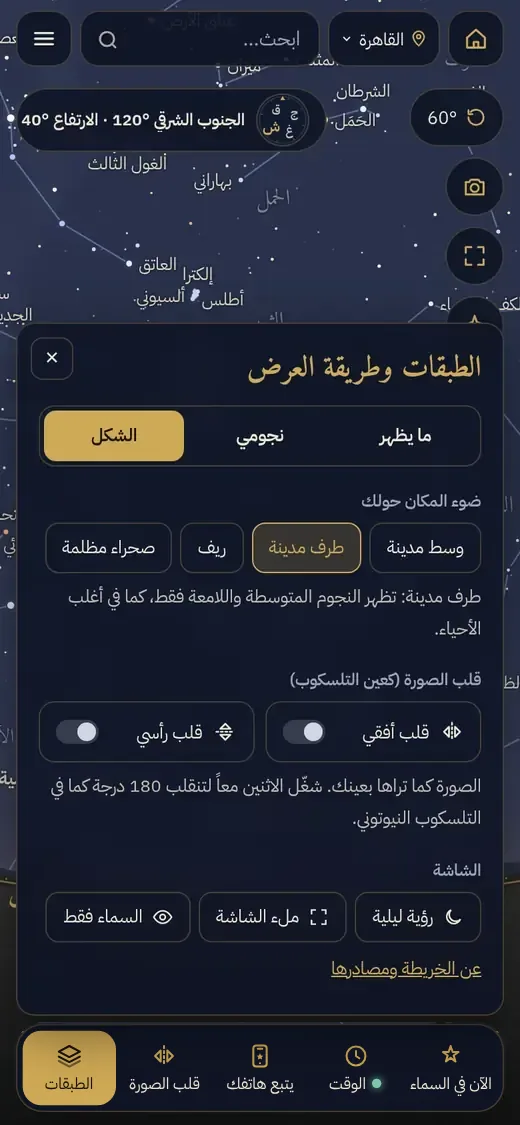 القاهرة
ابحث...
ميزان
الشرطان
الحَمَل
60°
ج ق غ ش
الجنوب الشرقي 120° · الارتفاع 40°
الغول الثالث
بهاراني
الحمل
العاتق
إلكترا
أطلس
ألسيوني
الطبقات وطريقة العرض
×
ما يظهر
نجومي
الشكل
ضوء المكان حولك
وسط مدينة
طرف مدينة
ريف
صحراء مظلمة
طرف مدينة: تظهر النجوم المتوسطة واللامعة فقط، كما في أغلب
الأحياء.
قلب الصورة (كعين التلسكوب)
قلب أفقي
قلب رأسي
الصورة كما تراها بعينك. شغّل الاثنين معاً لتنقلب 180 درجة كما في
التلسكوب النيوتوني.
الشاشة
رؤية ليلية
ملء الشاشة
السماء فقط
عن الخريطة ومصادرها
الآن في السماء
الوقت
يتبع هاتفك
قلب الصورة
الطبقات